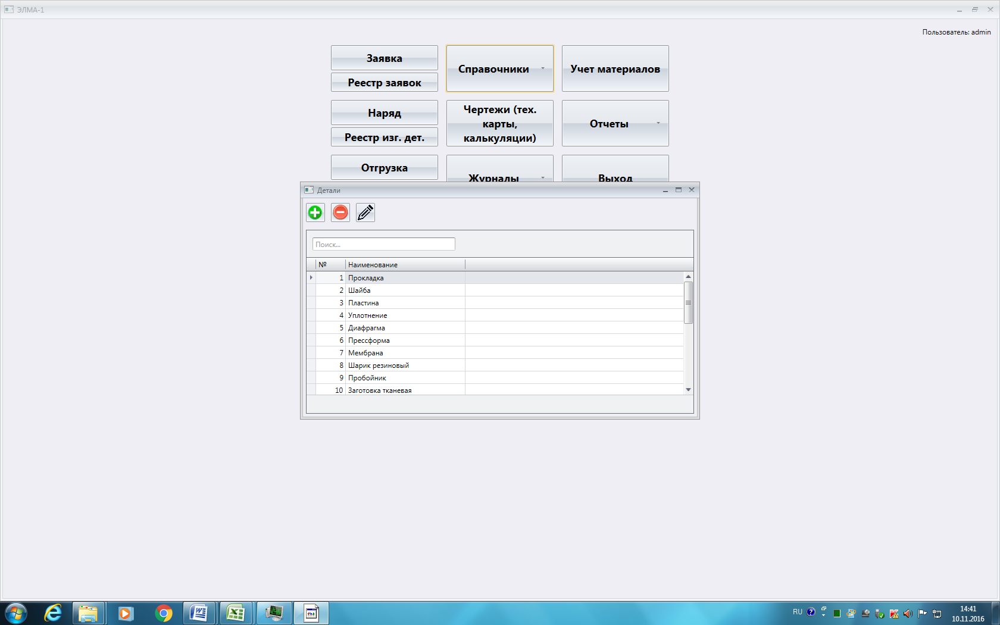 ЭЛМА-1
Пользователь: admin
Заявка
Реестр заявок
Справочники
Учет материалов
Наряд
Реестр изг. дет.
Чертежи (тех.
карты,
калькуляции)
Отчеты
Отгрузка
Журналы
Выход
Детали
Поиск...
№ Наименование
1 Прокладка
2 Шайба
3 Пластина
4 Уплотнение
5 Диафрагма
6 Прессформа
7 Мембрана
8 Шарик резиновый
9 Пробойник
10 Заготовка тканевая
RU
14:41
10.11.2016